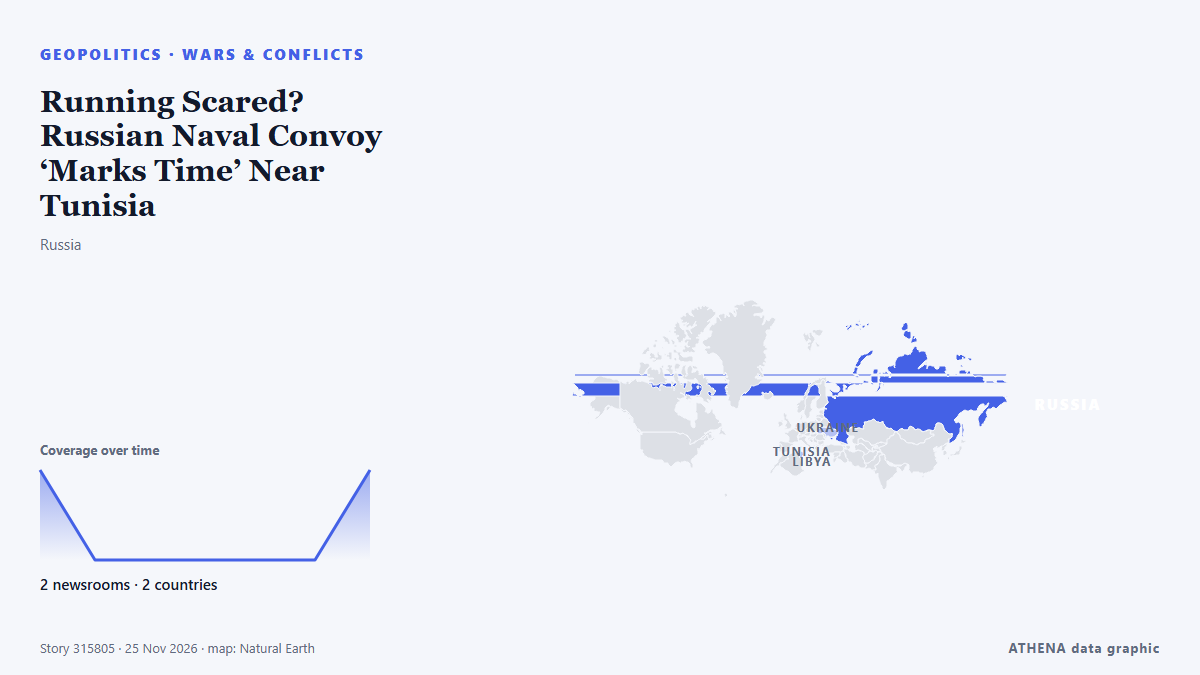 GEOPOLITICS · WARS & CONFLICTS
Running Scared?
Russian Naval Convoy
‘Marks Time’ Near
Tunisia
Russia
RUSSIA
UKRAINE
TUNISIA
LIBYA
Coverage over time
2 newsrooms · 2 countries
Story 315805 · 25 Nov 2026 · map: Natural Earth
ATHENA data graphic